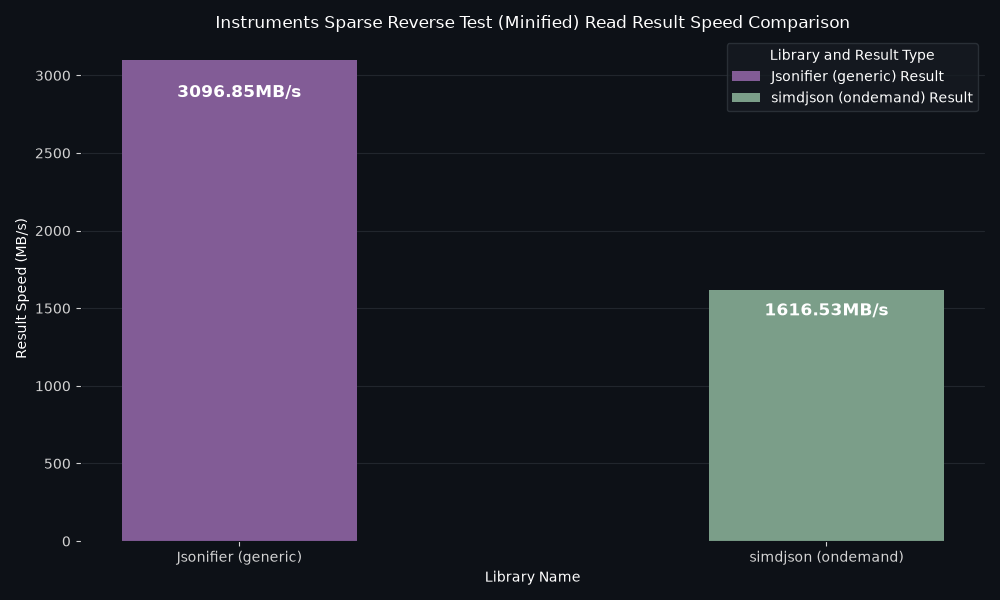 Instruments Sparse Reverse Test (Minified) Read Result Speed Comparison
Library and Result Type
Jsonifier (generic) Result
simdjson (ondemand) Result
3096.85MB/s
1616.53MB/s
Result Speed (MB/s)
3000
2500
2000
1500
1000
500
0
Jsonifier (generic)
simdjson (ondemand)
Library Name